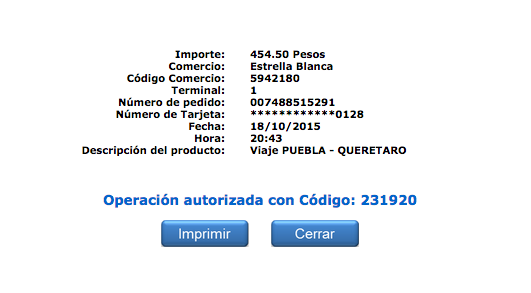 Importe: 454.50 Pesos
Comercio: Estrella Blanca
Código Comercio: 5942180
Terminal: 1
Número de pedido: 007488515291
Número de Tarjeta: ************0128
Fecha: 18/10/2015
Hora: 20:43
Descripción del producto: Viaje PUEBLA - QUERETARO
Operación autorizada con Código: 231920
Imprimir Cerrar